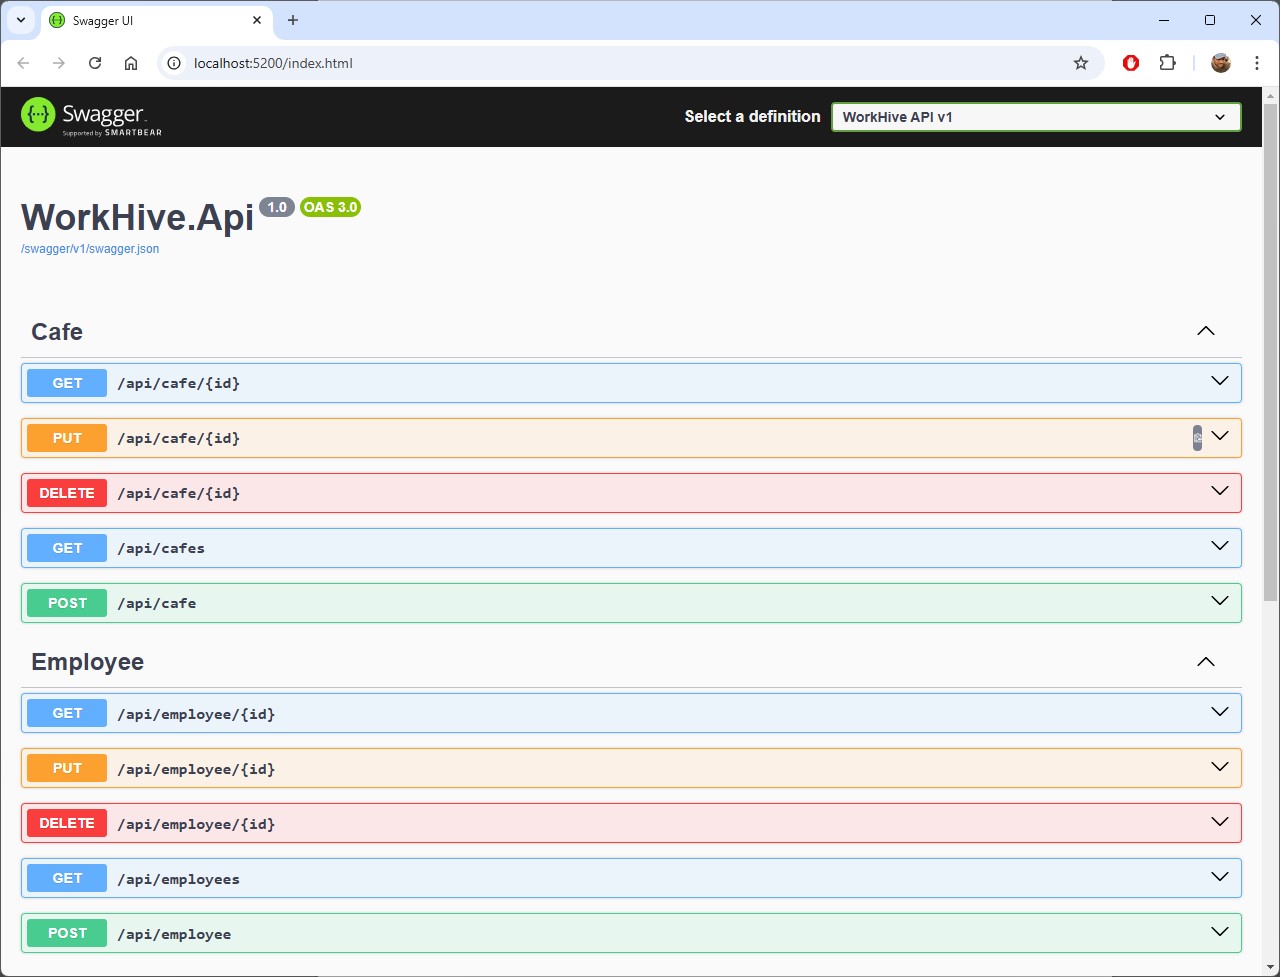 Swagger UI
localhost:5200/index.html
Swagger
Supported by SMARTBEAR
Select a definition
WorkHive API v1
WorkHive.Api 1.0 OAS 3.0
/swagger/v1/swagger.json
Cafe
GET /api/cafe/{id}
PUT /api/cafe/{id}
DELETE /api/cafe/{id}
GET /api/cafes
POST /api/cafe
Employee
GET /api/employee/{id}
PUT /api/employee/{id}
DELETE /api/employee/{id}
GET /api/employees
POST /api/employee